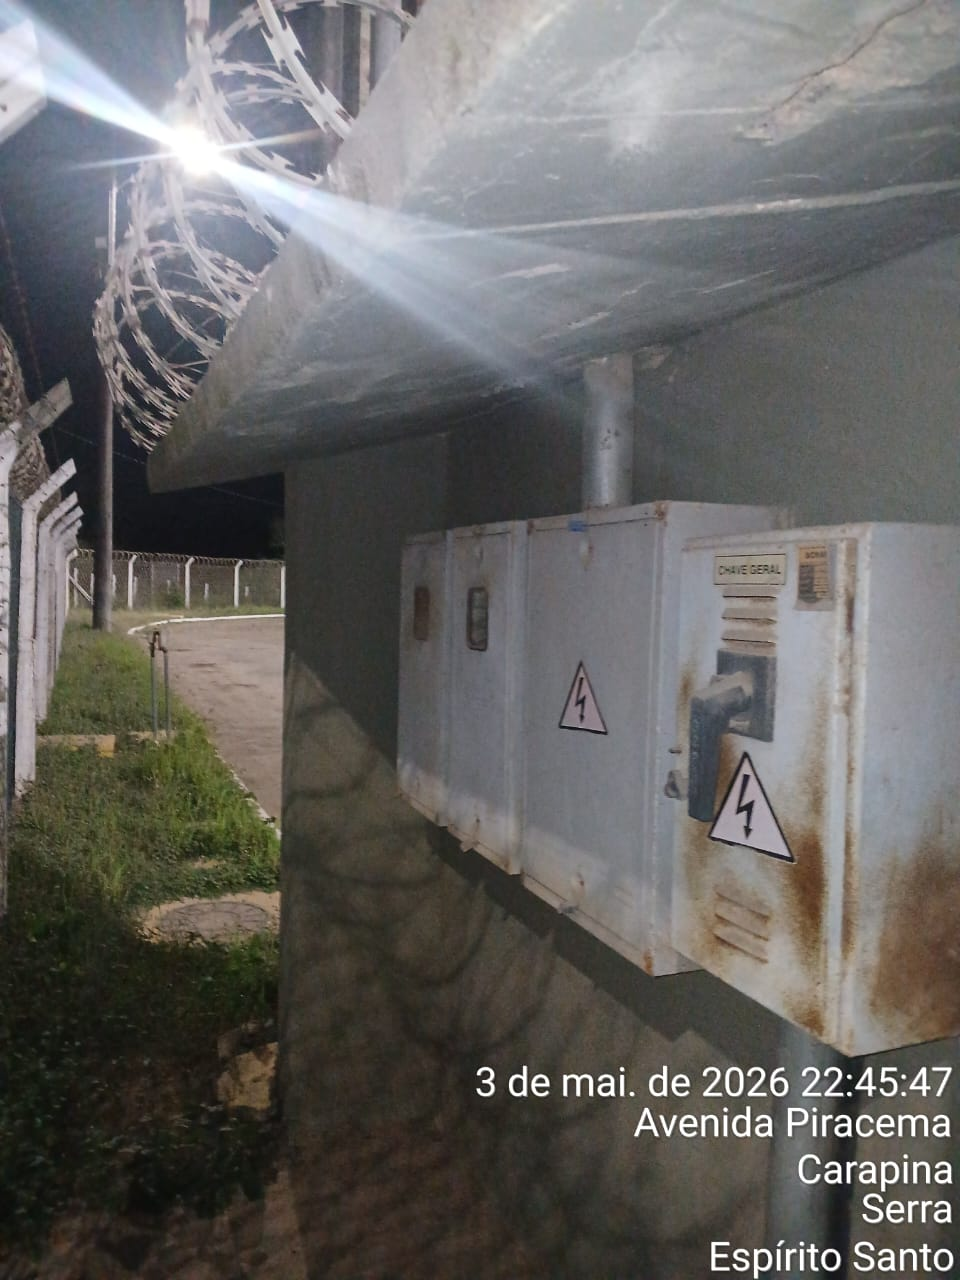 CHAVE GERAL
3 de mai. de 2026 22:45:47
Avenida Piracema
Carapina
Serra
Espírito Santo